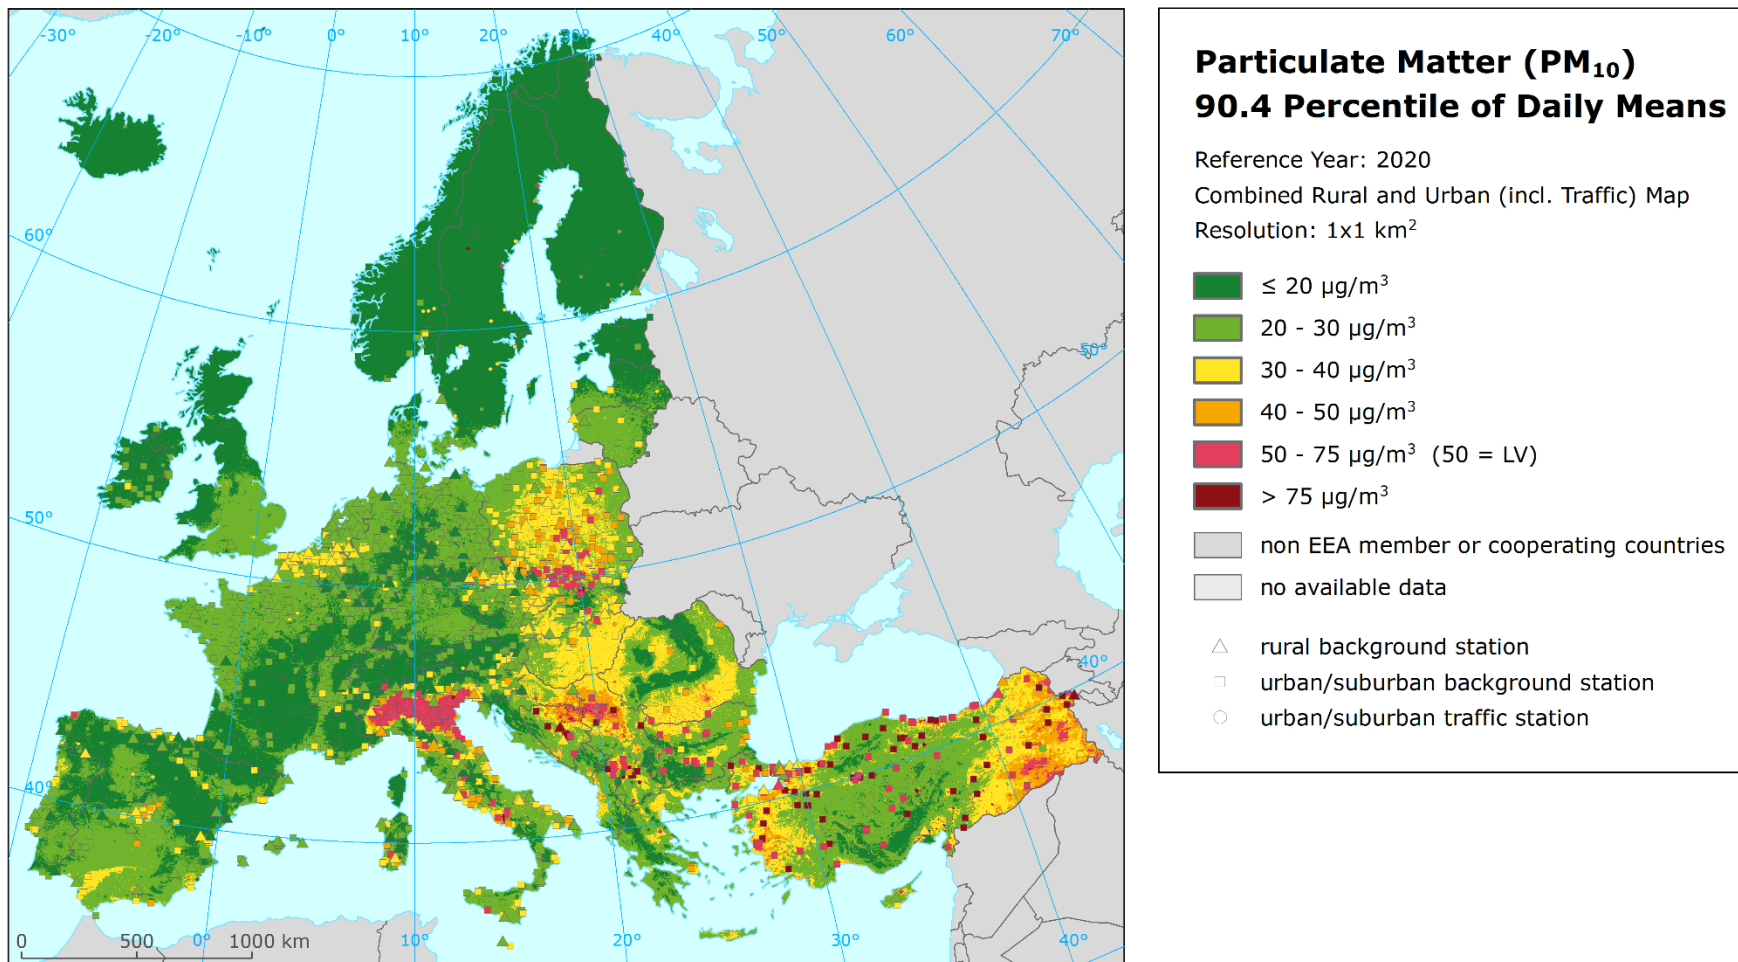 -30° -20° -10° 0° 10° 20° 30° 40° 50° 60° 70°
60°
50°
50°
40°
40°
0 500 1000 km
0° 10° 20° 30° 40°
Particulate Matter (PM₁₀)
90.4 Percentile of Daily Means
Reference Year: 2020
Combined Rural and Urban (incl. Traffic) Map
Resolution: 1x1 km²
≤ 20 µg/m³
20 - 30 µg/m³
30 - 40 µg/m³
40 - 50 µg/m³
50 - 75 µg/m³ (50 = LV)
> 75 µg/m³
non EEA member or cooperating countries
no available data
rural background station
urban/suburban background station
urban/suburban traffic station